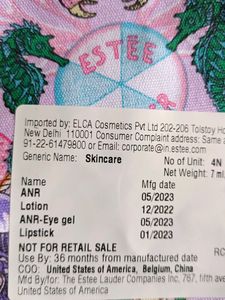 ESTÉE
Imported by: ELCA Cosmetics Pvt Ltd 202-206 Tolstoy Ho
New Delhi 110001 Consumer Complaint address: Same a
91-22-61479800 or Email: corporate@in.estee.com
Generic Name: Skincare No of Unit: 4N
Net Weight: 7 ml
Name Mfg date
ANR 05/2023
Lotion 12/2022
ANR-Eye gel 05/2023
Lipstick 01/2023
NOT FOR RETAIL SALE
Use By: 36 months from manufactured date
RC
COO: United States of America, Belgium, China
Mfd By: The Estee Lauder Companies Inc, 767, fifth ave
United States of America